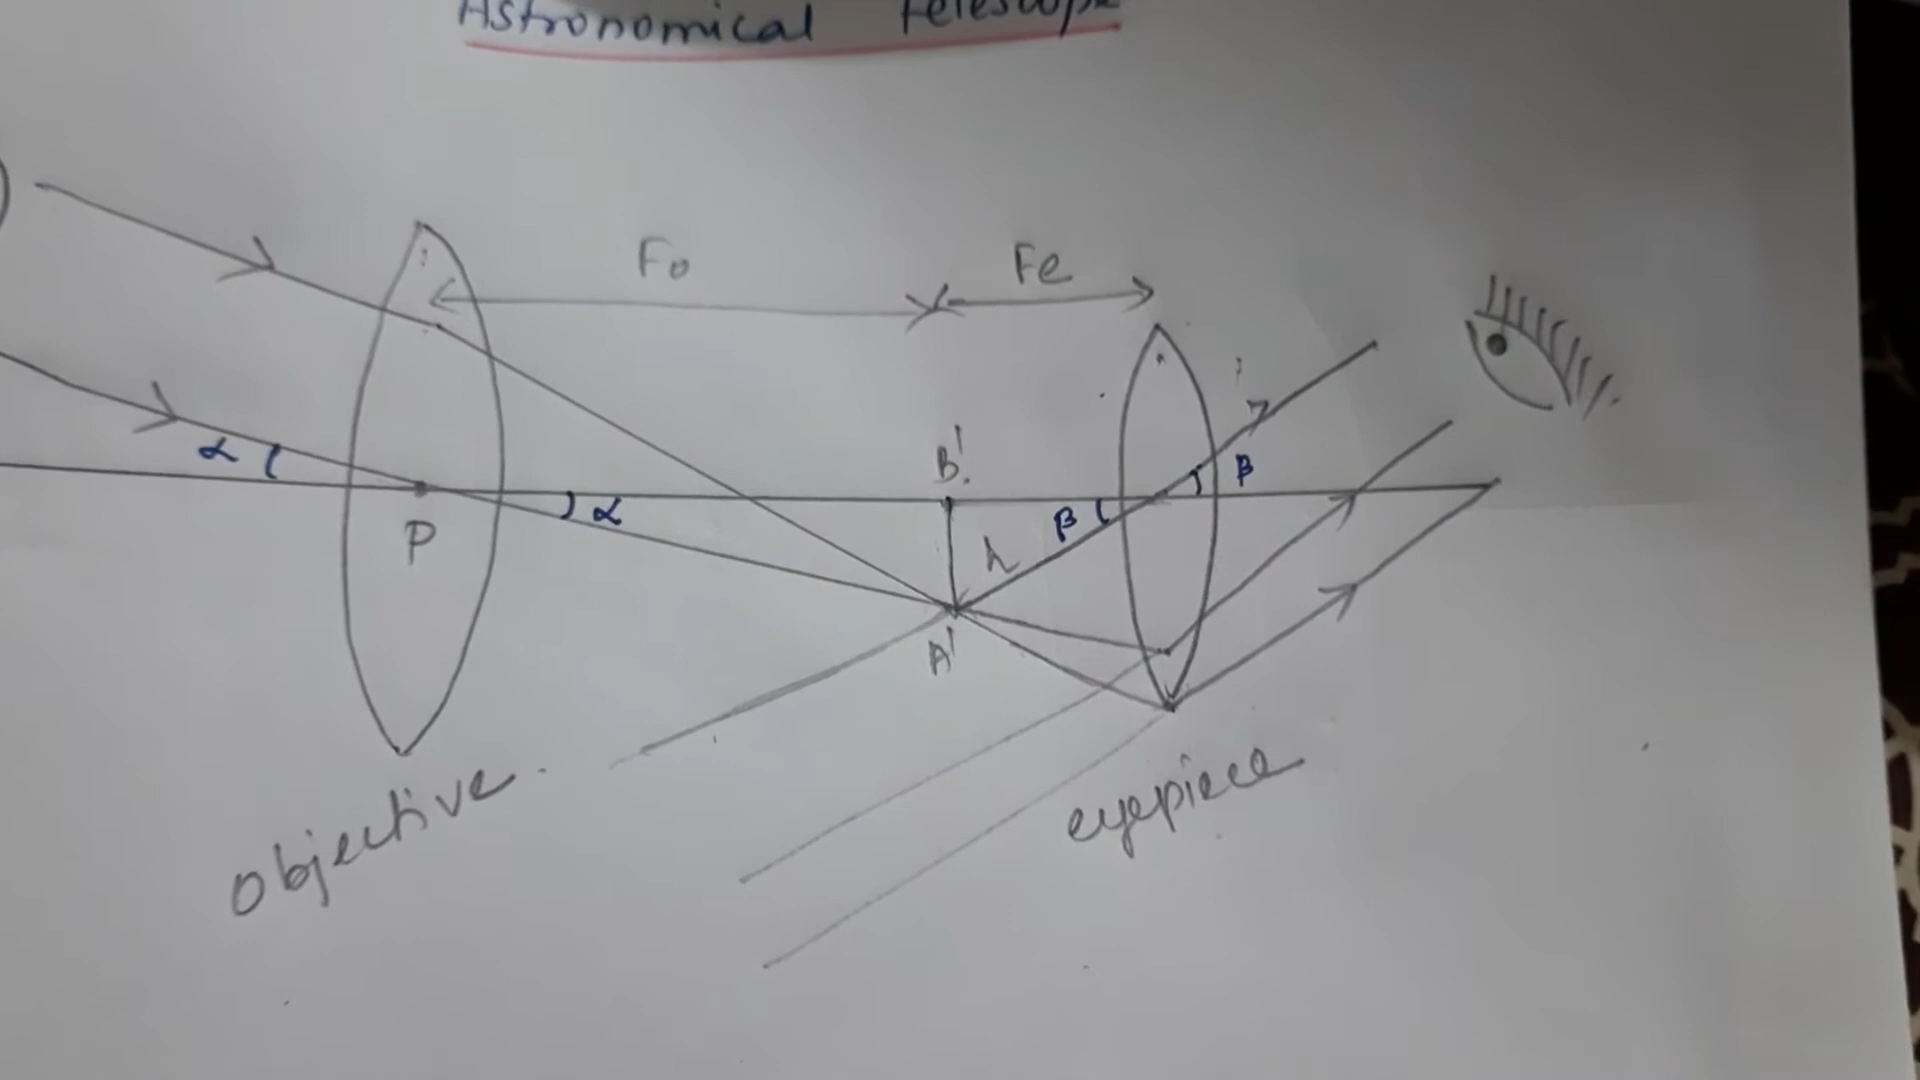 Astronomical Telescope
Fo
Fe
α
α
P
B'
h
β
β
A'
objective
eyepiece